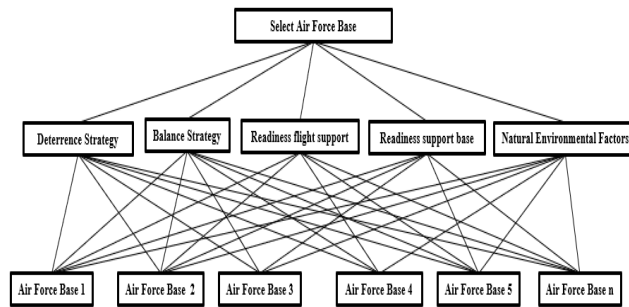 Select Air Force Base
Deterrence Strategy
Balance Strategy
Readiness flight support
Readiness support base
Natural Environmental Factors
Air Force Base 1
Air Force Base 2
Air Force Base 3
Air Force Base 4
Air Force Base 5
Air Force Base n